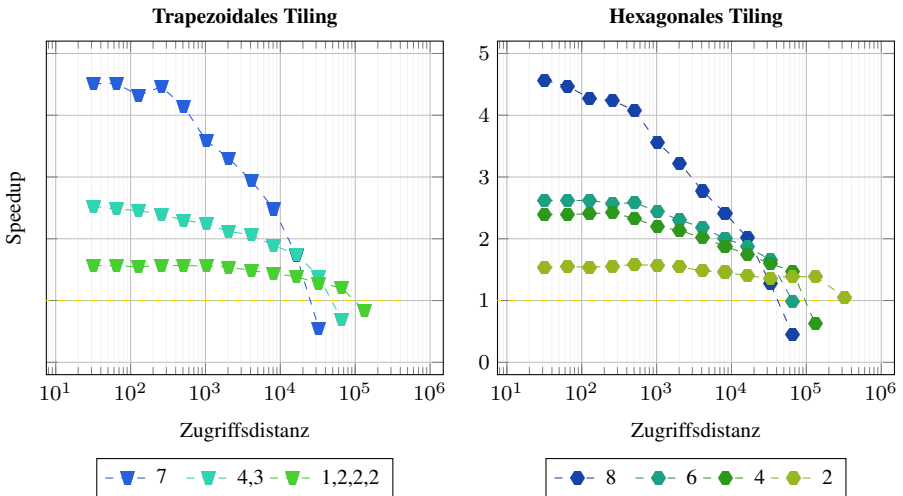 Trapezoidales Tiling
Hexagonales Tiling
Speedup
5
4
3
2
1
0
10^1 10^2 10^3 10^4 10^5 10^6
10^1 10^2 10^3 10^4 10^5 10^6
Zugriffsdistanz
Zugriffsdistanz
7 4,3 1,2,2,2
8 6 4 2